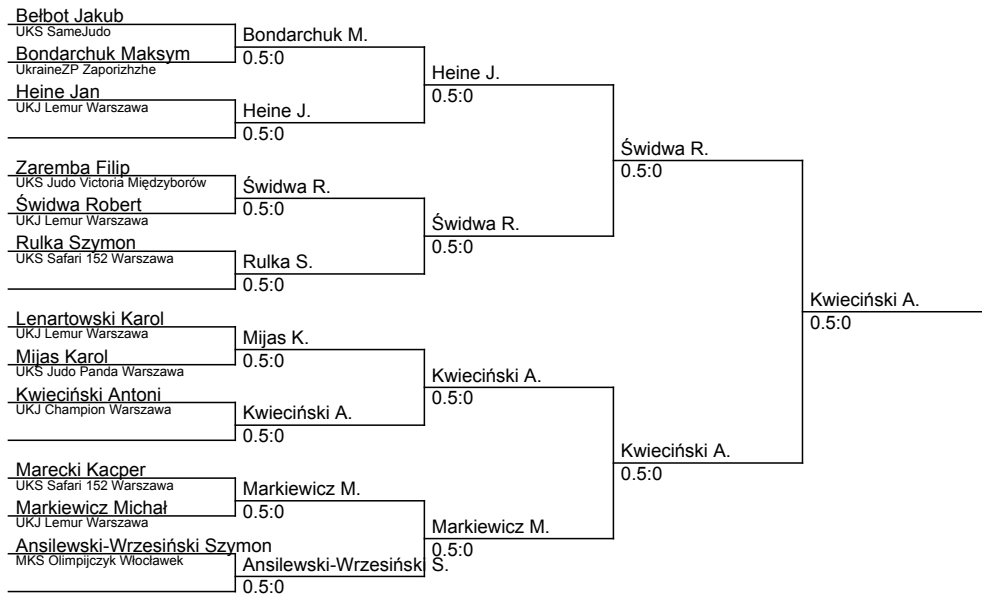 Bełbot Jakub
UKS SameJudo
Bondarchuk Maksym
UkraineZP Zaporizhzhe
Heine Jan
UKJ Lemur Warszawa
Zaremba Filip
UKS Judo Victoria Międzyborów
Świdwa Robert
UKJ Lemur Warszawa
Rulka Szymon
UKS Safari 152 Warszawa
Lenartowski Karol
UKJ Lemur Warszawa
Mijas Karol
UKS Judo Panda Warszawa
Kwieciński Antoni
UKJ Champion Warszawa
Marecki Kacper
UKS Safari 152 Warszawa
Markiewicz Michał
UKJ Lemur Warszawa
Ansilewski-Wrzesiński Szymon
MKS Olimpijczyk Włocławek
Bondarchuk M.
0.5:0
Heine J.
0.5:0
Świdwa R.
0.5:0
Rulka S.
0.5:0
Mijas K.
0.5:0
Kwieciński A.
0.5:0
Markiewicz M.
0.5:0
Ansilewski-Wrzesiński S.
0.5:0
Heine J.
0.5:0
Świdwa R.
0.5:0
Kwieciński A.
0.5:0
Markiewicz M.
0.5:0
Świdwa R.
0.5:0
Kwieciński A.
0.5:0
Kwieciński A.
0.5:0